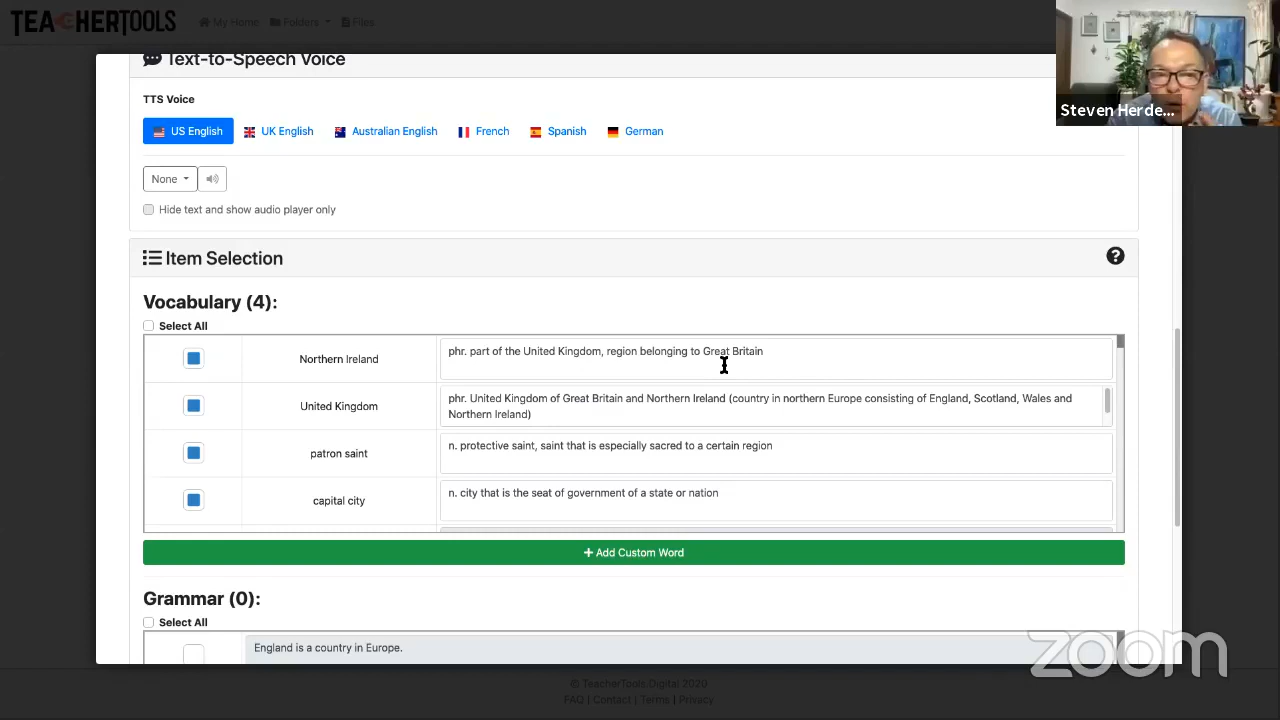 TEACHERTOOLS My Home Folders Files
Text-to-Speech Voice
Steven Herde...
TTS Voice
US English UK English Australian English French Spanish German
None
Hide text and show audio player only
Item Selection
Vocabulary (4):
Select All
Northern Ireland phr. part of the United Kingdom, region belonging to Great Britain
United Kingdom phr. United Kingdom of Great Britain and Northern Ireland (country in northern Europe consisting of England, Scotland, Wales and
Northern Ireland)
patron saint n. protective saint, saint that is especially sacred to a certain region
capital city n. city that is the seat of government of a state or nation
+ Add Custom Word
Grammar (0):
Select All
England is a country in Europe.
zoom
© TeacherTools.Digital 2020
FAQ | Contact | Terms | Privacy